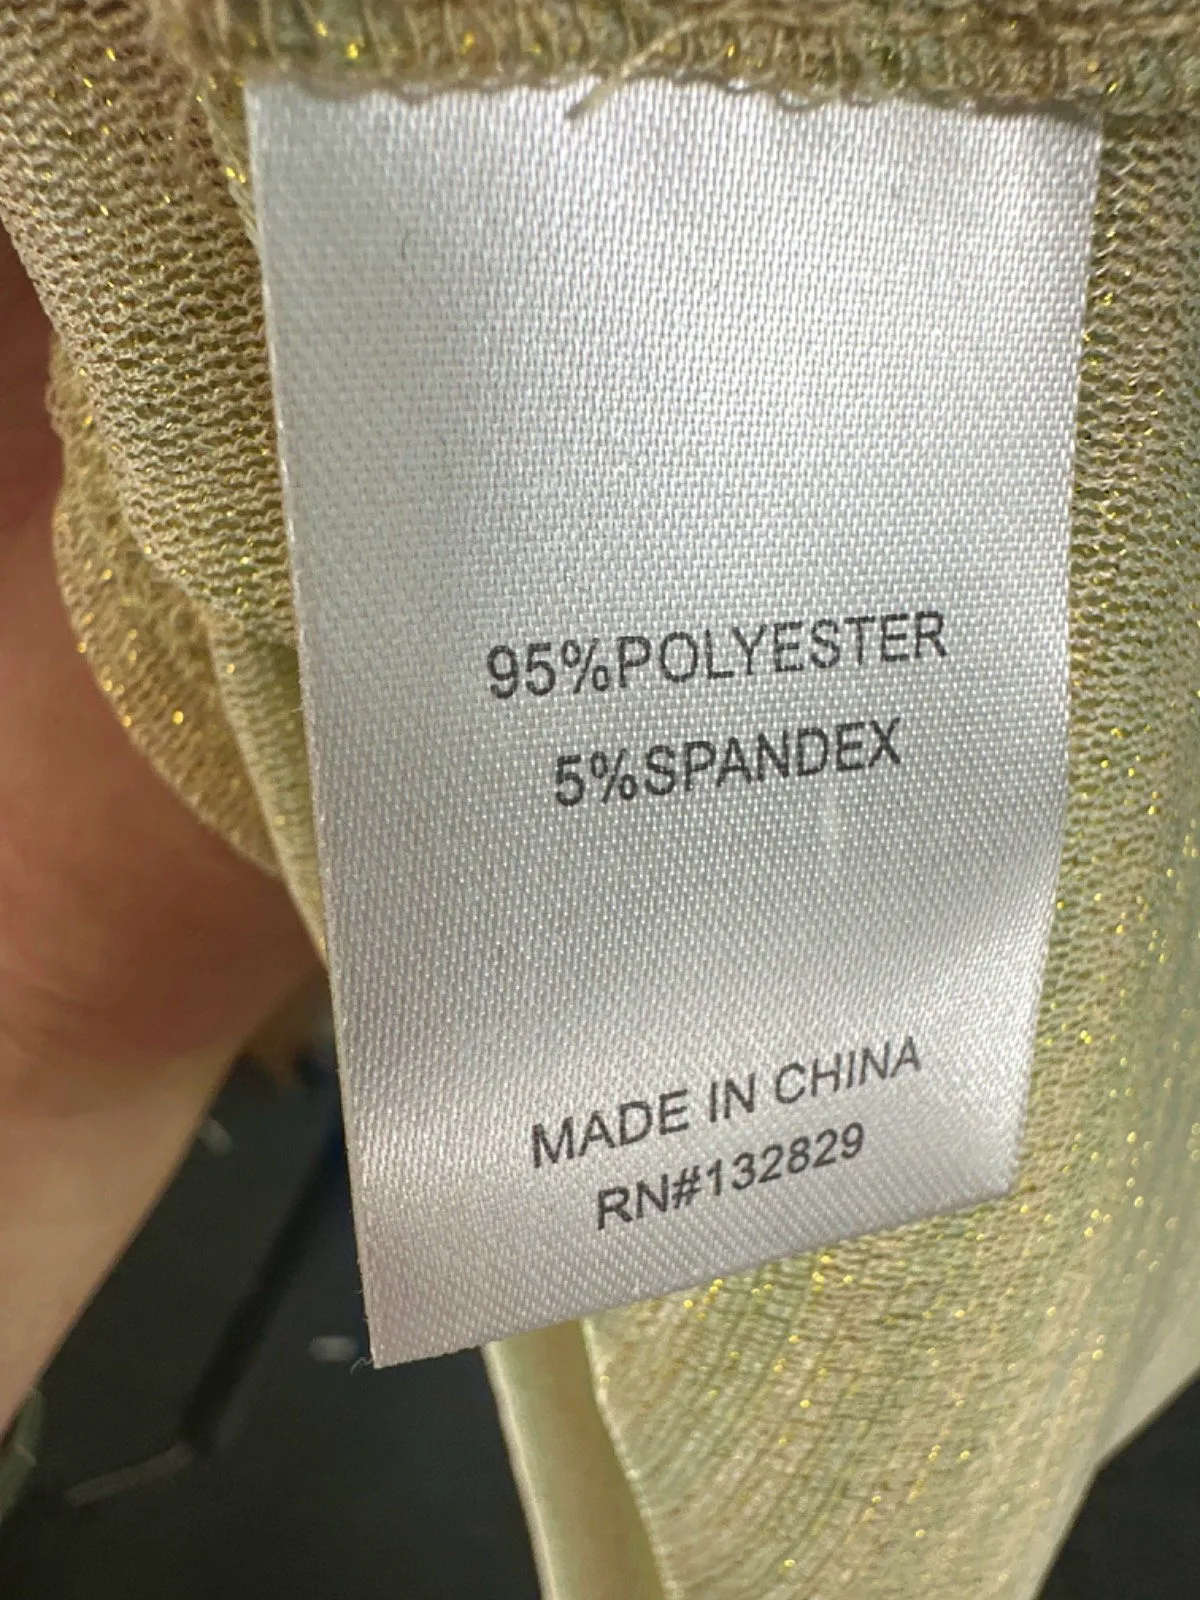 95%POLYESTER
5%SPANDEX
MADE IN CHINA
RN#132829